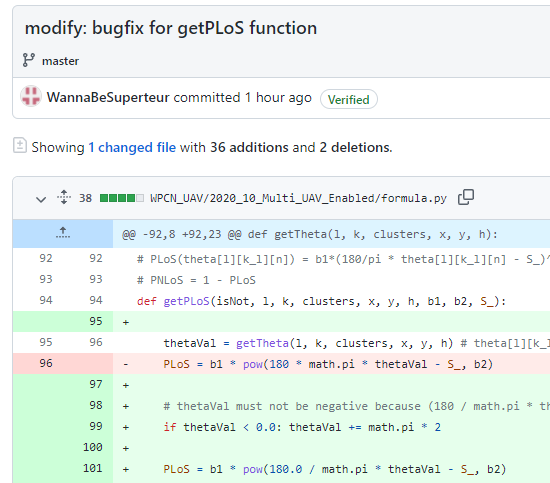 modify: bugfix for getPLoS function
master
WannaBeSuperteur committed 1 hour ago Verified
Showing 1 changed file with 36 additions and 2 deletions.
38 WPCN_UAV/2020_10_Multi_UAV_Enabled/formula.py
@@ -92,8 +92,23 @@ def getTheta(l, k, clusters, x, y, h):
92 92 # PLoS(theta[l][k_l][n]) = b1*(180/pi * theta[l][k_l][n] - S_)^
93 93 # PNLoS = 1 - PLoS
94 94 def getPLoS(isNot, l, k, clusters, x, y, h, b1, b2, S_):
95 +
95 96 thetaVal = getTheta(l, k, clusters, x, y, h) # theta[l][k_l
96 - PLoS = b1 * pow(180 * math.pi * thetaVal - S_, b2)
97 +
98 + # thetaVal must not be negative because (180 / math.pi * th
99 + if thetaVal < 0.0: thetaVal += math.pi * 2
100 +
101 + PLoS = b1 * pow(180.0 / math.pi * thetaVal - S_, b2)